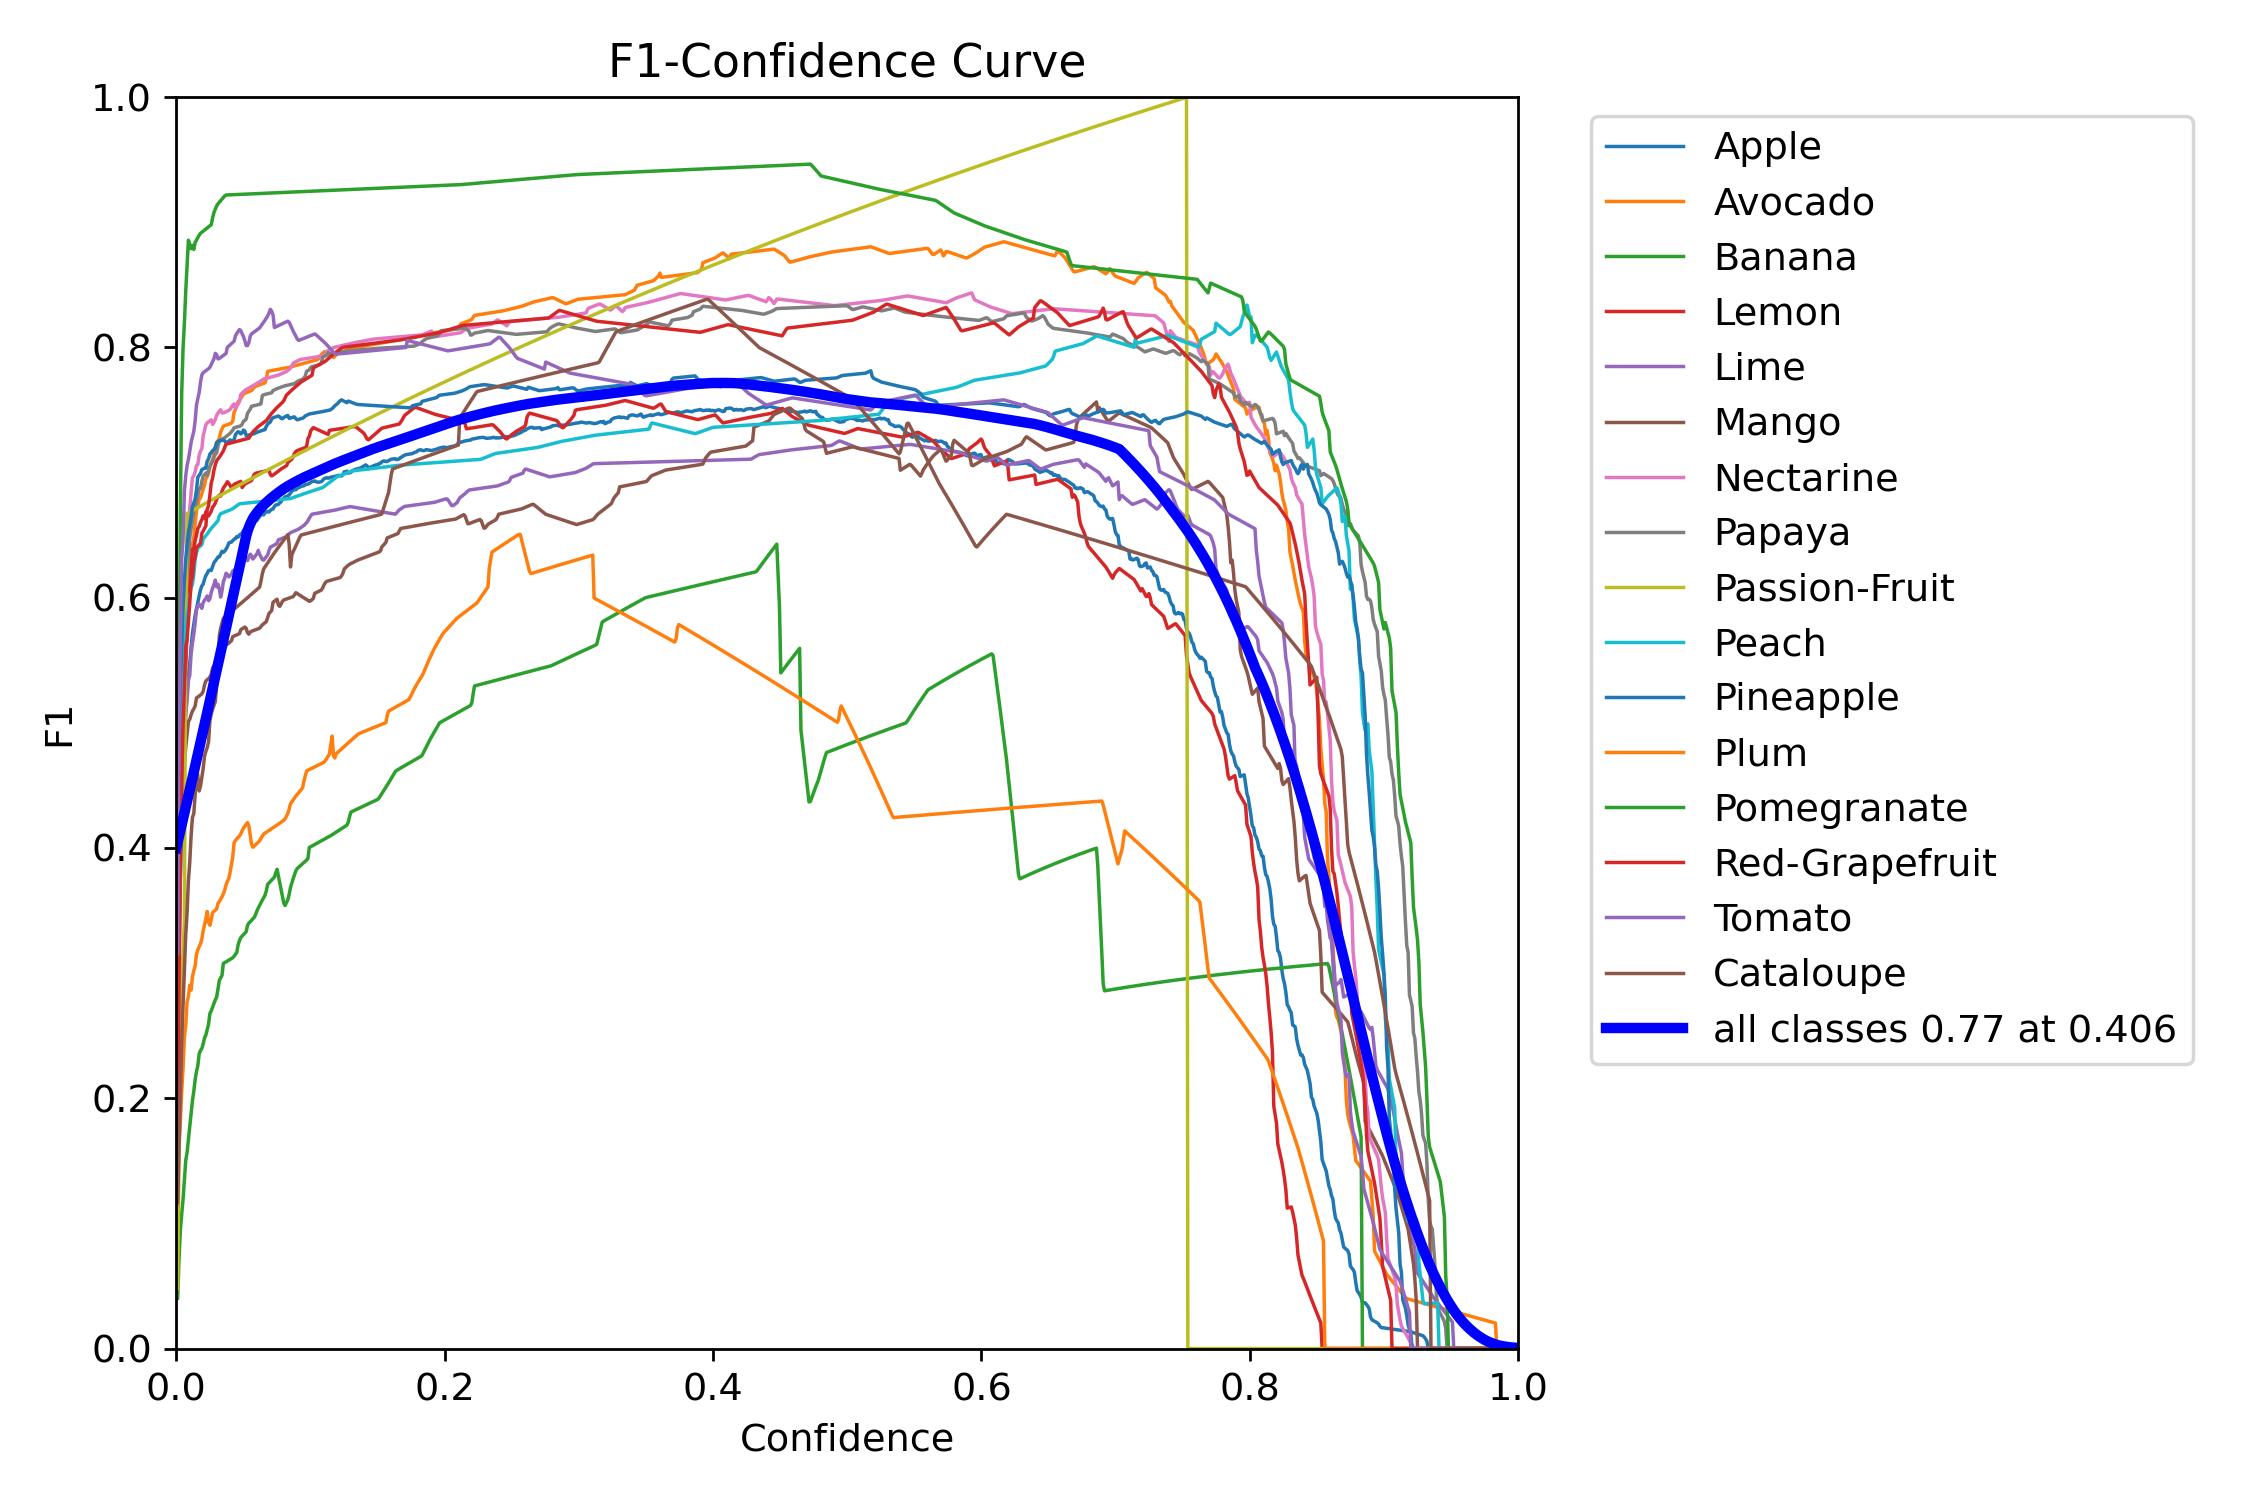 F1-Confidence Curve
1.0
0.8
0.6
0.4
0.2
0.0
F1
0.0 0.2 0.4 0.6 0.8 1.0
Confidence
Apple
Avocado
Banana
Lemon
Lime
Mango
Nectarine
Papaya
Passion-Fruit
Peach
Pineapple
Plum
Pomegranate
Red-Grapefruit
Tomato
Cataloupe
all classes 0.77 at 0.406